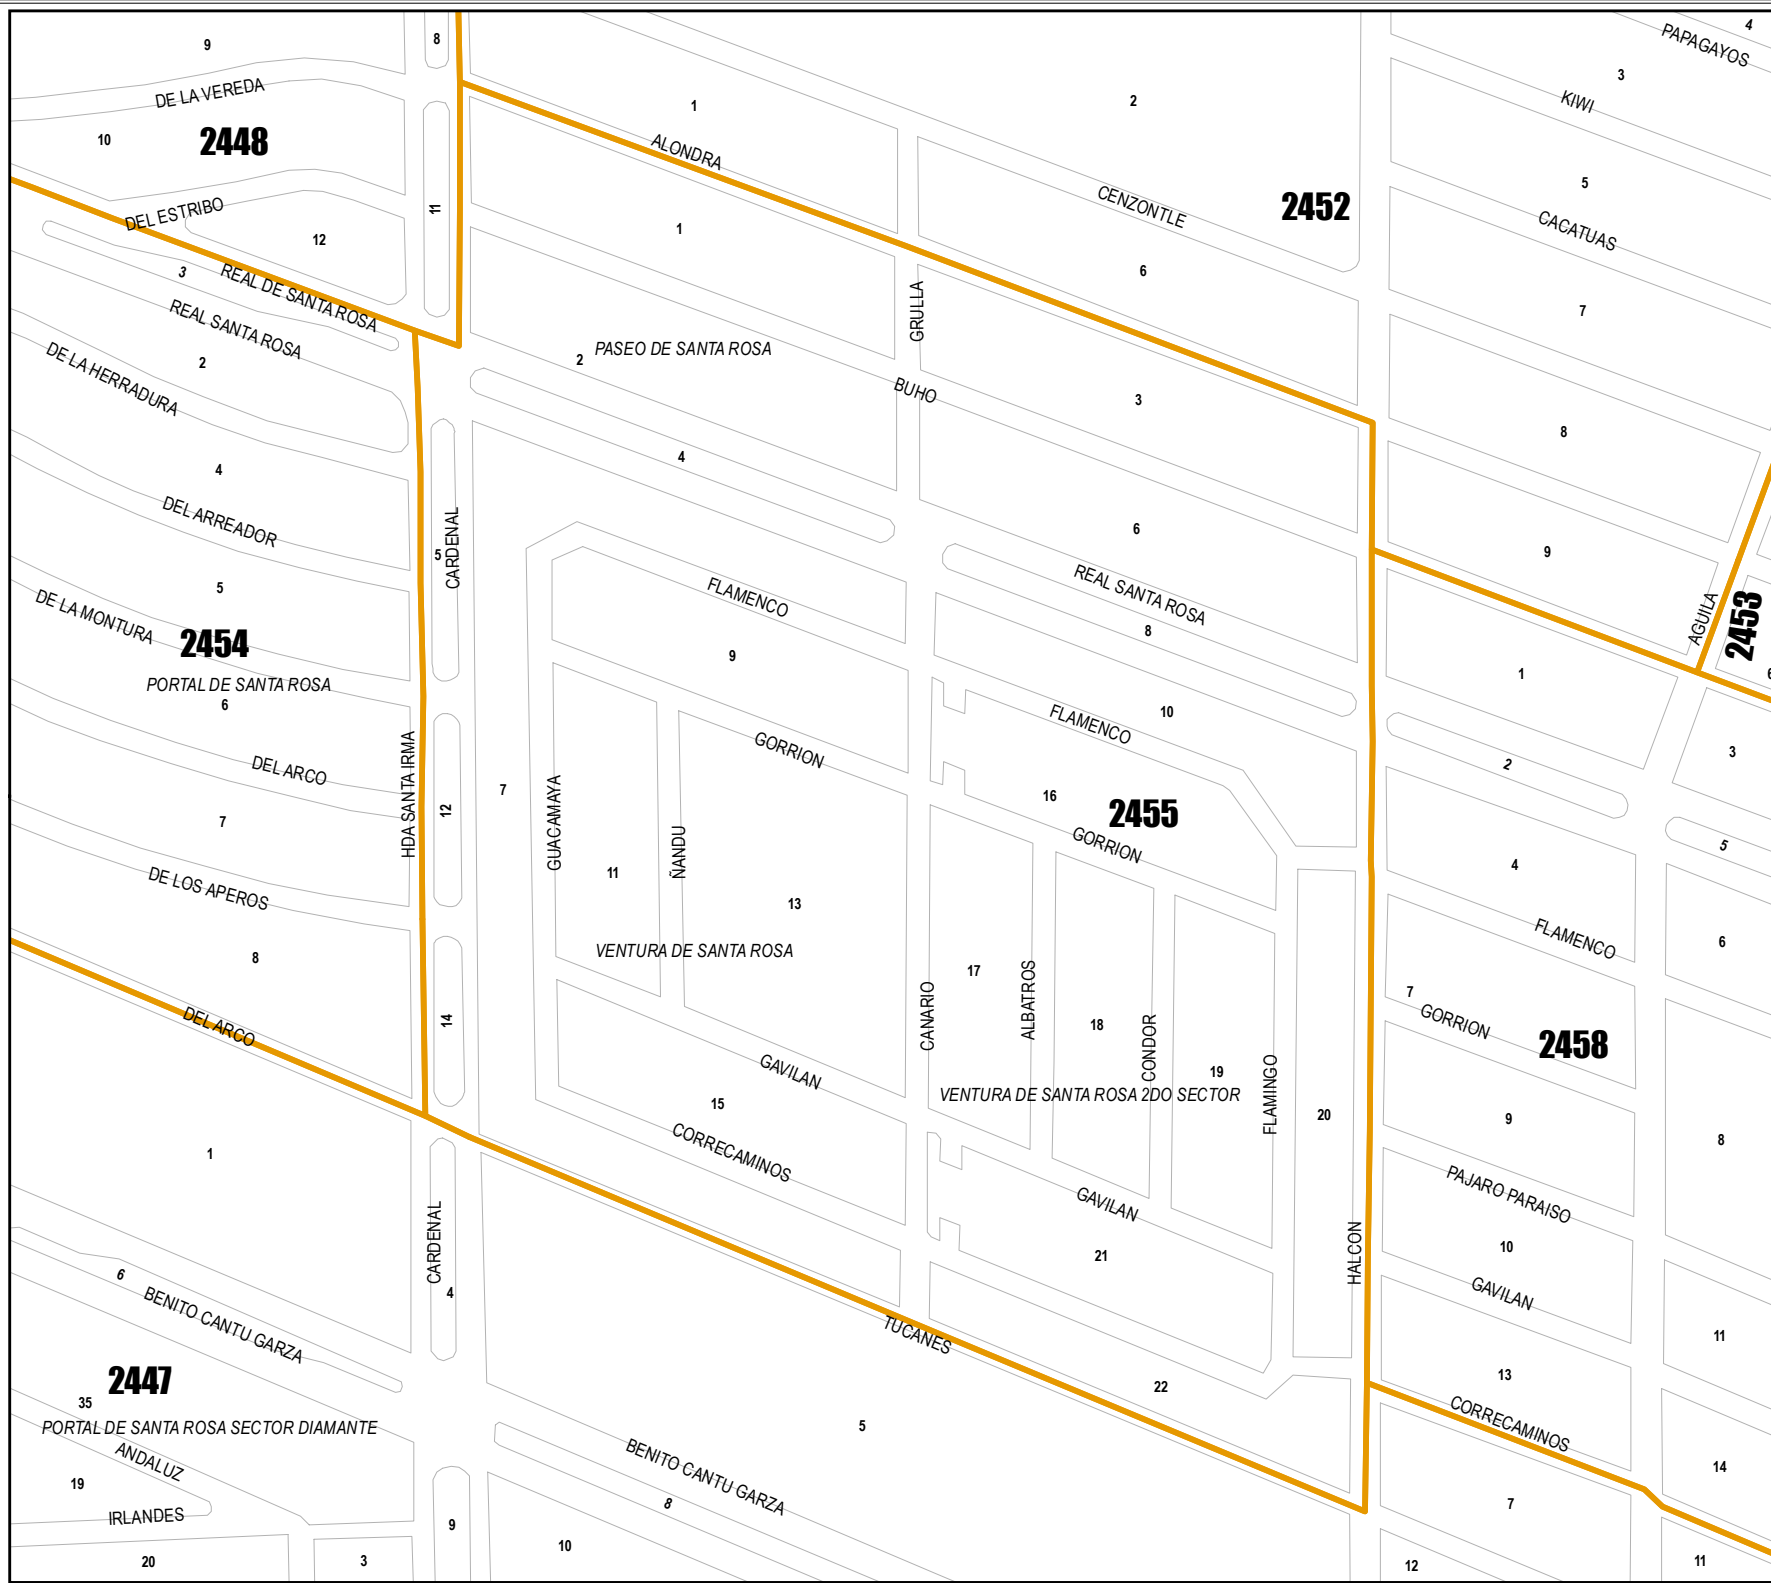 9
8
4
PAPAGAYOS
3
KIWI
DE LA VEREDA
1
2
10
2448
ALONDRA
5
CENZONTLE
2452
CACATUAS
DEL ESTRIBO
11
12
1
3
REAL DE SANTA ROSA
6
7
REAL SANTA ROSA
GRULLA
2
PASEO DE SANTA ROSA
2
DE LA HERRADURA
BUHO
3
8
4
4
DEL ARREADOR
CARDENAL
5
6
9
5
FLAMENCO
REAL SANTA ROSA
DE LA MONTURA
2454
8
AGUILA
2453
9
PORTAL DE SANTA ROSA
6
1
6
10
FLAMENCO
GORRION
3
DEL ARCO
HDA SANTA IRMA
2
7
GUACAMAYA
16
2455
12
7
ÑANDU
GORRION
5
4
DE LOS APEROS
11
13
FLAMENCO
6
VENTURA DE SANTA ROSA
8
17
ALBATROS
7
CANARIO
14
DEL ARCO
18
CONDOR
GORRION
2458
GAVILAN
19
FLAMINGO
VENTURA DE SANTA ROSA 2DO SECTOR
15
20
9
CORRECAMINOS
8
1
PAJARO PARAISO
GAVILAN
CARDENAL
HALCON
21
10
6
4
GAVILAN
BENITO CANTU GARZA
TUCANES
11
2447
22
13
35
CORRECAMINOS
PORTAL DE SANTA ROSA SECTOR DIAMANTE
5
ANDALUZ
BENITO CANTU GARZA
14
19
8
7
IRLANDES
9
10
20
3
12
11